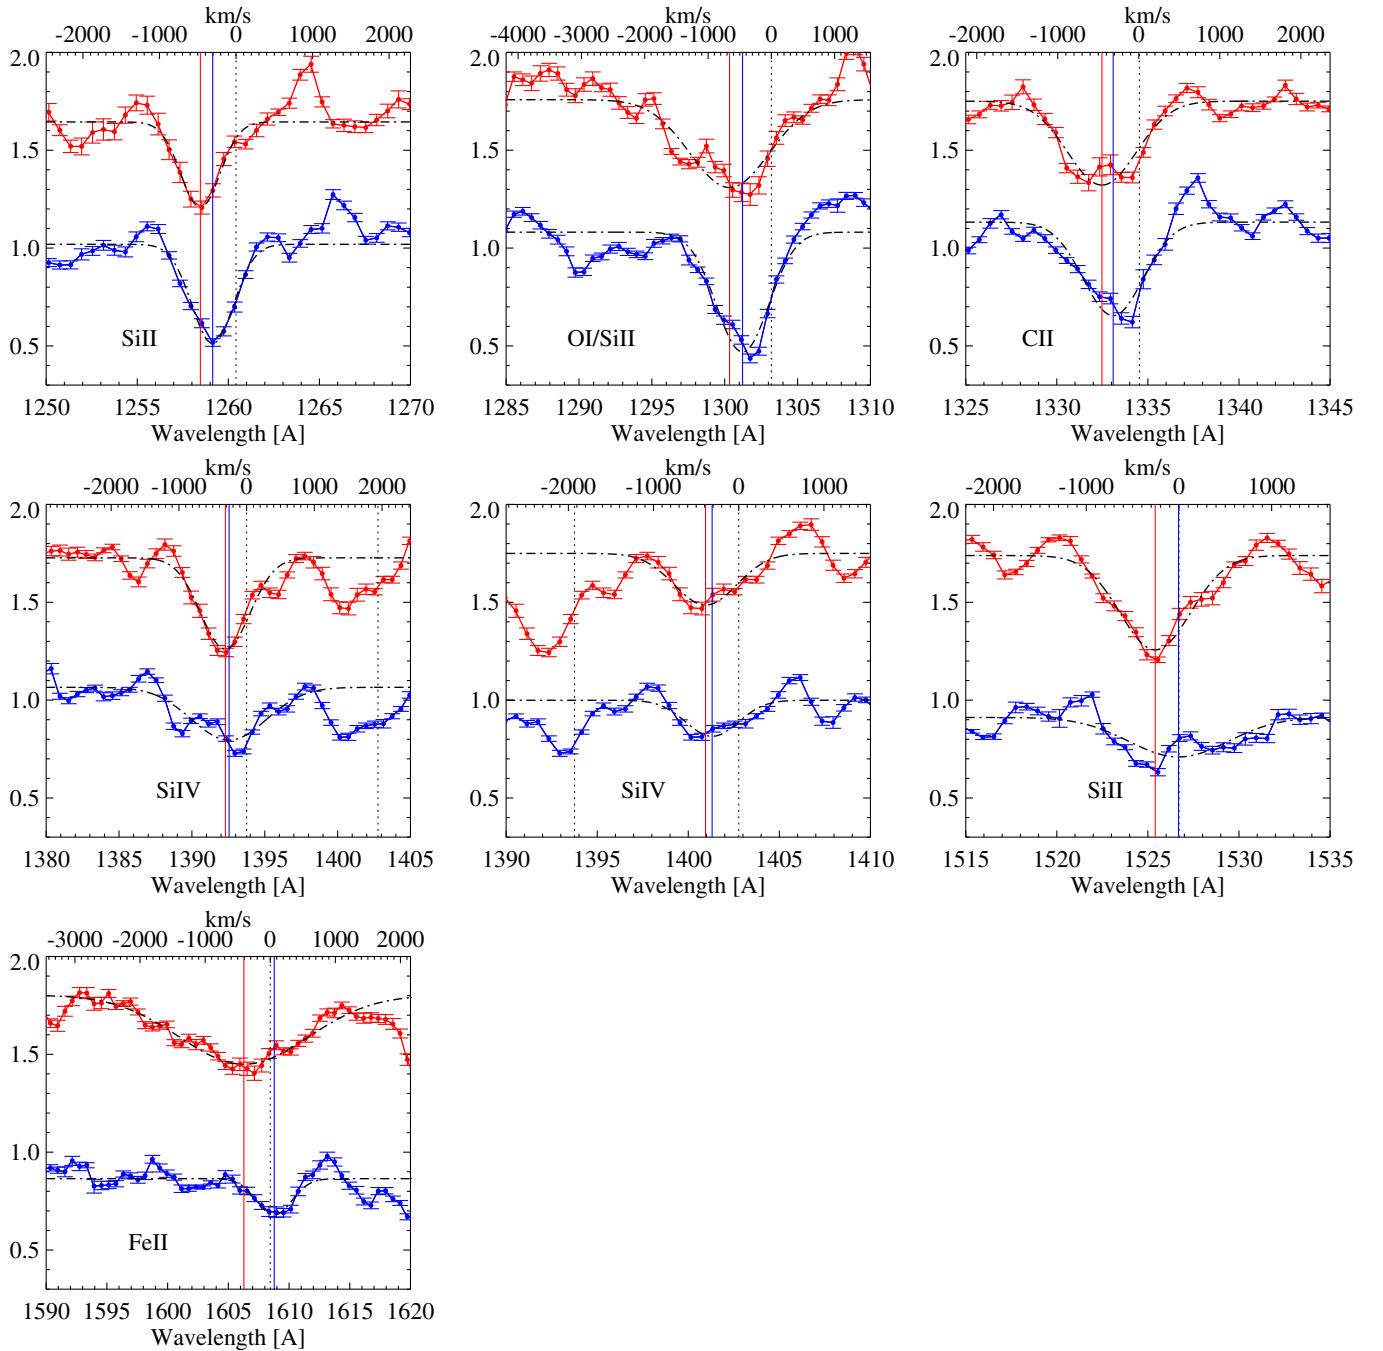 km/s km/s km/s
-2000 -1000 0 1000 2000 -4000 -3000 -2000 -1000 0 1000 -2000 -1000 0 1000 2000
2.0 2.0 2.0
1.5 1.5 1.5
1.0 1.0 1.0
0.5 0.5 0.5
SiII OI/SiII CII
1250 1255 1260 1265 1270 1285 1290 1295 1300 1305 1310 1325 1330 1335 1340 1345
Wavelength [A] Wavelength [A] Wavelength [A]
km/s km/s km/s
-2000 -1000 0 1000 2000 -2000 -1000 0 1000 -2000 -1000 0 1000
2.0 2.0 2.0
1.5 1.5 1.5
1.0 1.0 1.0
0.5 0.5 0.5
SiIV SiIV SiII
1380 1385 1390 1395 1400 1405 1390 1395 1400 1405 1410 1515 1520 1525 1530 1535
Wavelength [A] Wavelength [A] Wavelength [A]
km/s
-3000 -2000 -1000 0 1000 2000
2.0
1.5
1.0
0.5
FeII
1590 1595 1600 1605 1610 1615 1620
Wavelength [A]